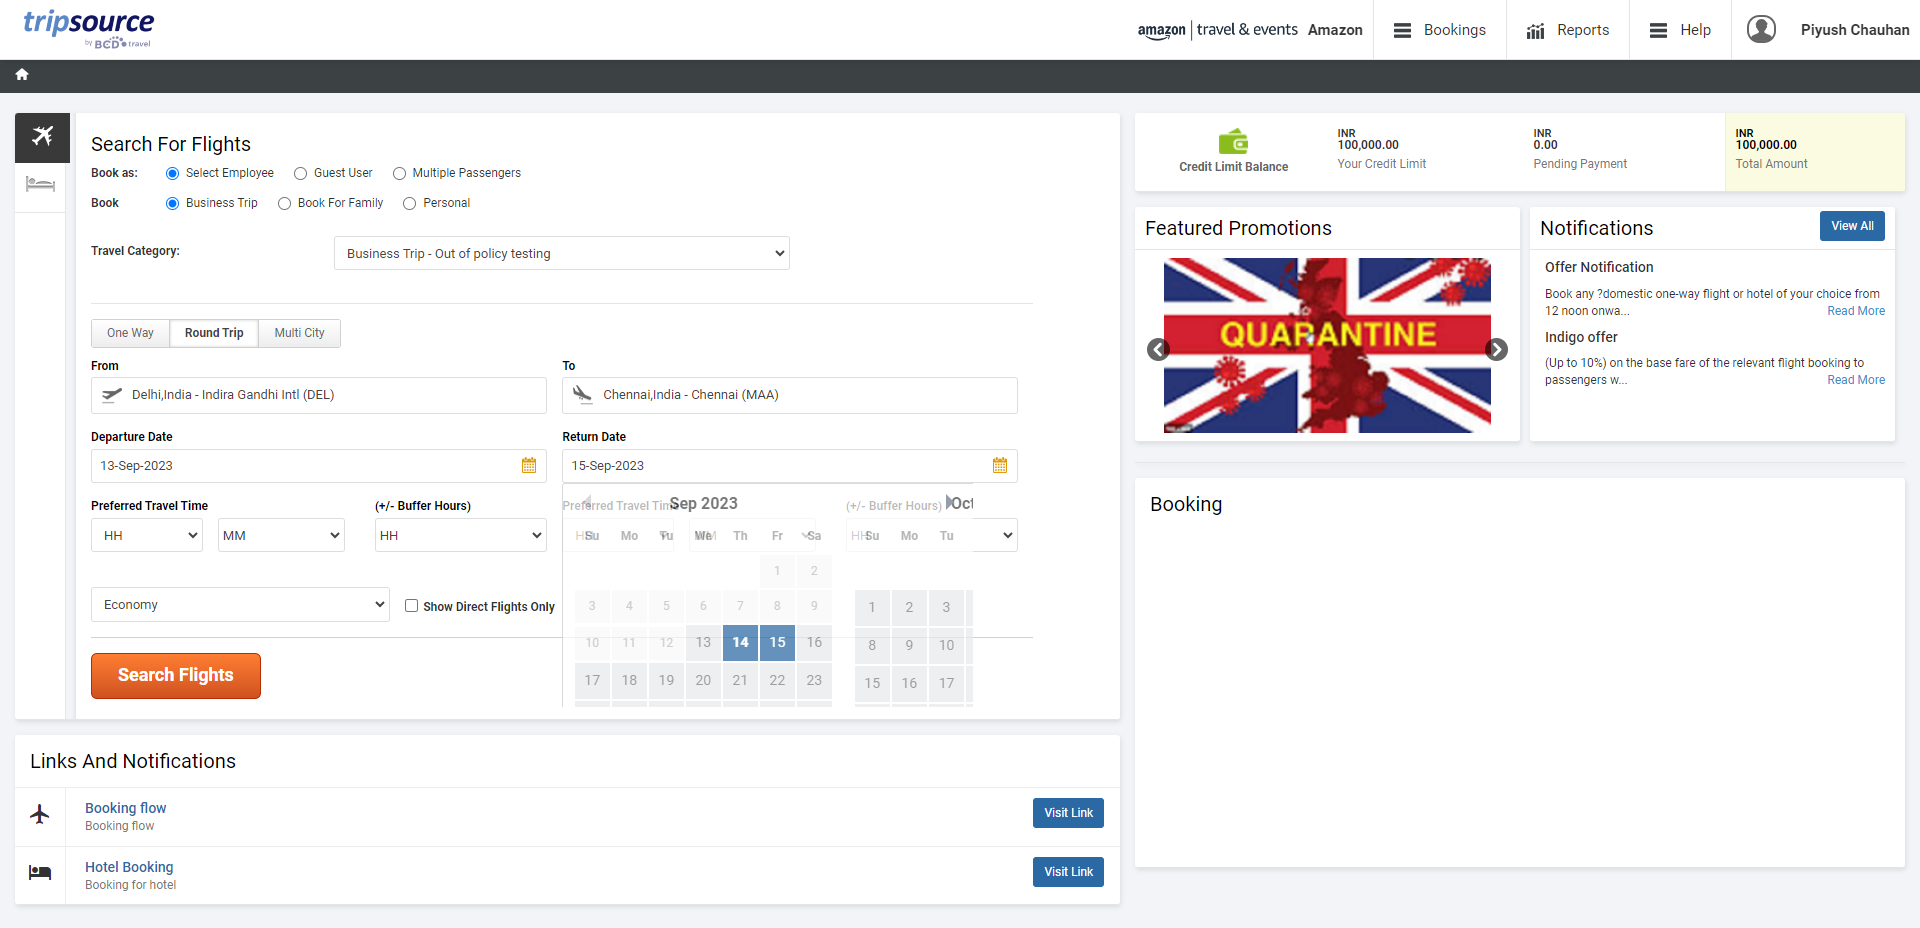 tripsource
by BCD travel
amazon | travel & events Amazon
Bookings
Reports
Help
Piyush Chauhan
Search For Flights
Book as: Select Employee Guest User Multiple Passengers
Book Business Trip Book For Family Personal
Travel Category: Business Trip - Out of policy testing
One Way Round Trip Multi City
From To
Delhi,India - Indira Gandhi Intl (DEL) Chennai,India - Chennai (MAA)
Departure Date Return Date
13-Sep-2023 15-Sep-2023
Preferred Travel Time (+/- Buffer Hours) Preferred Travel Time (+/- Buffer Hours)
Sep 2023 Oct
HH MM HH HH MM HH
Su Mo Tu We Th Fr Sa Su Mo Tu
1 2
3 4 5 6 7 8 9 1 2 3
10 11 12 13 14 15 16 8 9 10
17 18 19 20 21 22 23 15 16 17
Economy Show Direct Flights Only
Search Flights
Links And Notifications
Booking flow
Booking flow
Visit Link
Hotel Booking
Booking for hotel
Visit Link
Credit Limit Balance
INR
100,000.00
Your Credit Limit
INR
0.00
Pending Payment
INR
100,000.00
Total Amount
Featured Promotions
QUARANTINE
Notifications
View All
Offer Notification
Book any ?domestic one-way flight or hotel of your choice from
12 noon onwa... Read More
Indigo offer
(Up to 10%) on the base fare of the relevant flight booking to
passengers w... Read More
Booking